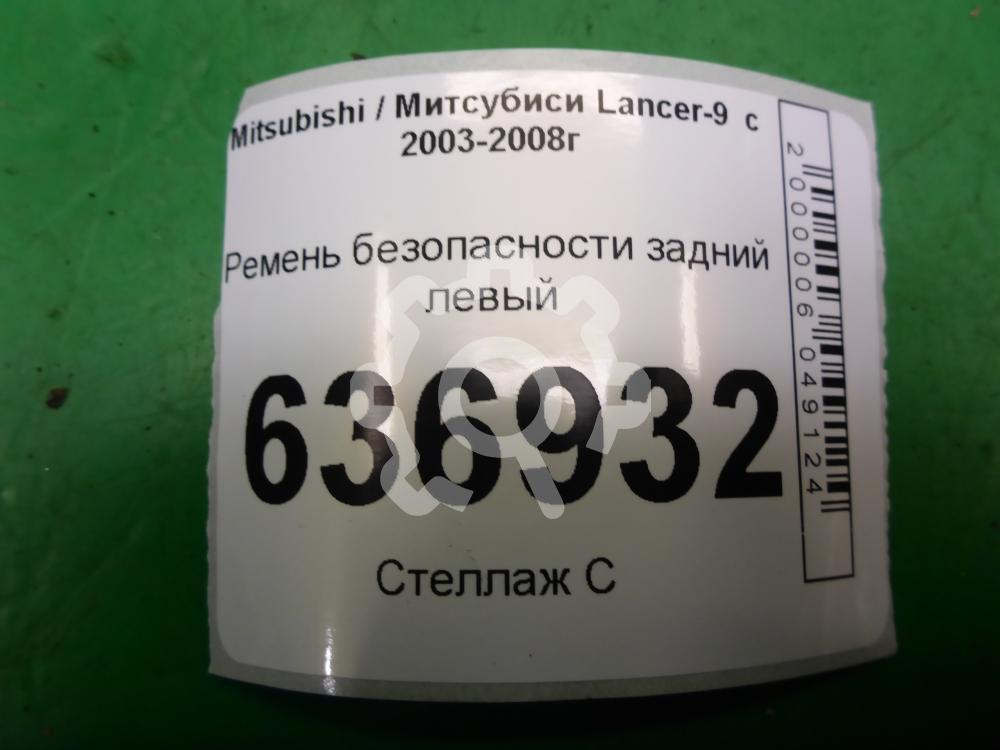 Mitsubishi / Митсубиси Lancer-9 с
2003-2008г
Ремень безопасности задний
левый
636932
Стеллаж С
2000006049124